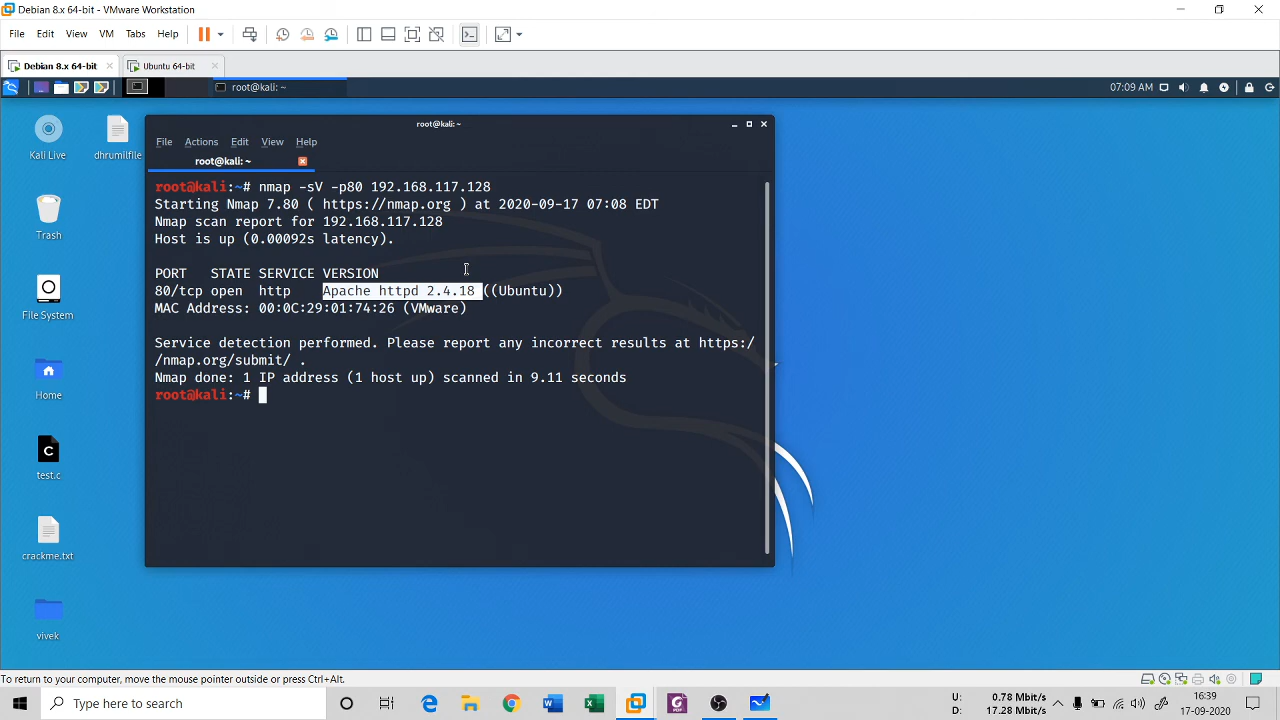 Debian 8.x 64-bit - VMware Workstation
File Edit View VM Tabs Help
Debian 8.x 64-bit
Ubuntu 64-bit
root@kali: ~
07:09 AM
root@kali: ~
File Actions Edit View Help
root@kali: ~
root@kali:~# nmap -sV -p80 192.168.117.128
Starting Nmap 7.80 ( https://nmap.org ) at 2020-09-17 07:08 EDT
Nmap scan report for 192.168.117.128
Host is up (0.00092s latency).
PORT STATE SERVICE VERSION
80/tcp open http Apache httpd 2.4.18 ((Ubuntu))
MAC Address: 00:0C:29:01:74:26 (VMware)
Service detection performed. Please report any incorrect results at https:/
/nmap.org/submit/ .
Nmap done: 1 IP address (1 host up) scanned in 9.11 seconds
root@kali:~#
Kali Live
dhrumilfile
Trash
File System
Home
C
test.c
crackme.txt
vivek
To return to your computer, move the mouse pointer outside or press Ctrl+Alt.
Type here to search
U: 0.78 Mbit/s
D: 17.28 Mbit/s
16:39
17-09-2020